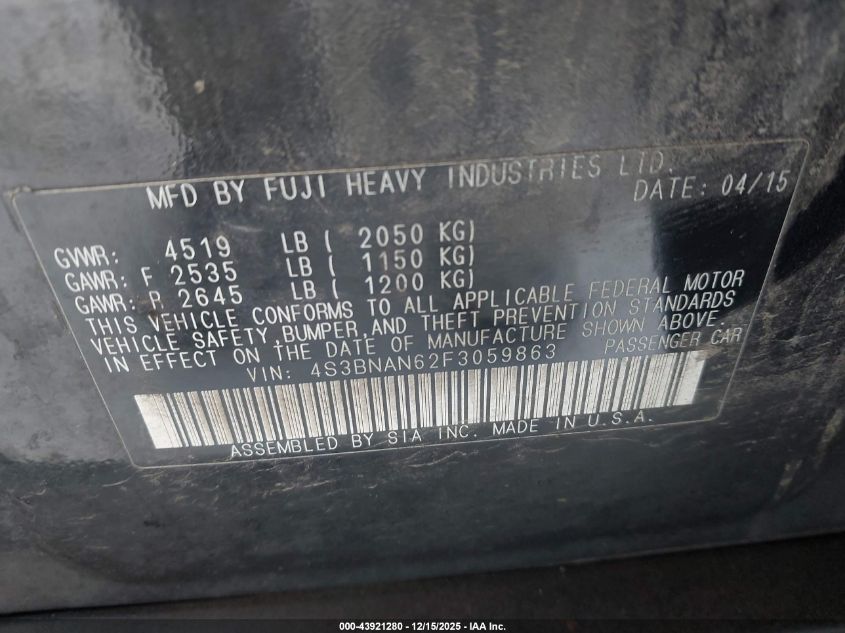 MFD BY FUJI HEAVY INDUSTRIES LTD.
DATE: 04/15
GVWR: 4519 LB ( 2050 KG)
GAWR: F 2535 LB ( 1150 KG)
GAWR: R 2645 LB ( 1200 KG)
THIS VEHICLE CONFORMS TO ALL APPLICABLE FEDERAL MOTOR
VEHICLE SAFETY,BUMPER,AND THEFT PREVENTION STANDARDS
IN EFFECT ON THE DATE OF MANUFACTURE SHOWN ABOVE.
VIN: 4S3BNAN62F3059863 PASSENGER CAR
ASSEMBLED BY SIA INC. MADE IN U.S.A.
000-43921280 - 12/15/2025 - IAA Inc.